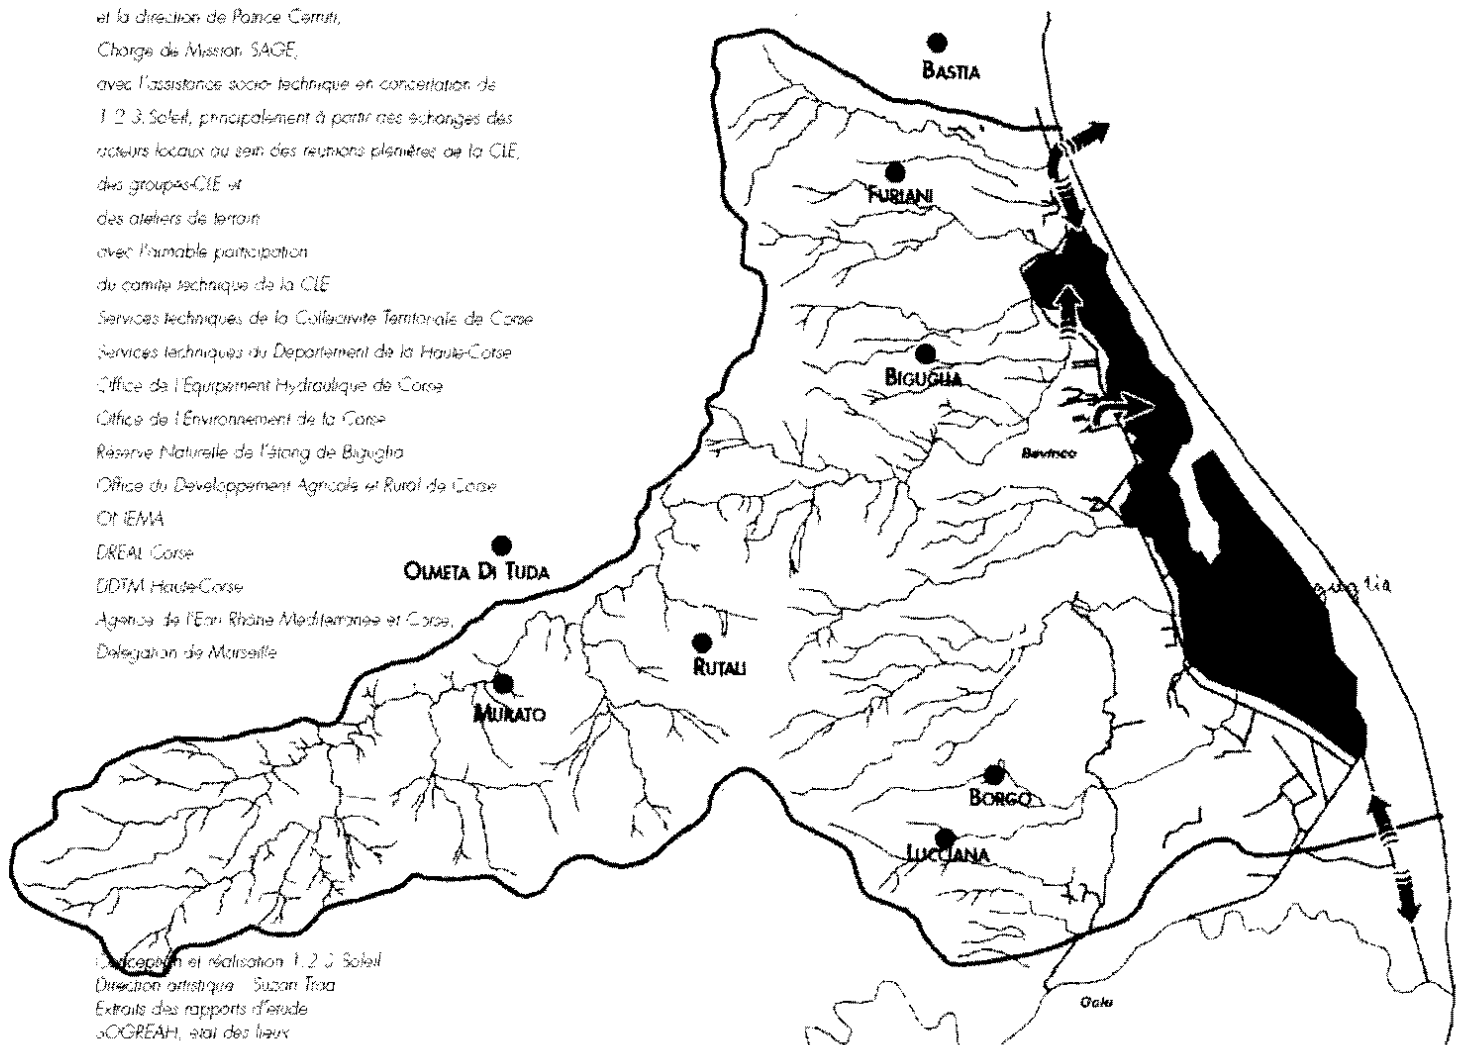 et la direction de Patrice Cerruti,
Chargé de Mission SAGE,
avec l'assistance socio-technique en concertation de
1.2.3.Soleil, principalement à partir des échanges des
acteurs locaux au sein des réunions plénières de la CLE,
des groupes-CLE et
des ateliers de terrain
avec l'aimable participation
du comité technique de la CLE
Services techniques de la Collectivité Territoriale de Corse
Services techniques du Département de la Haute-Corse
Office de l'Equipement Hydraulique de Corse
Office de l'Environnement de la Corse
Réserve Naturelle de l'étang de Biguglia
Office du Développement Agricole et Rural de Corse
ONEMA
DREAL Corse
DDTM Haute-Corse
Agence de l'Eau Rhône Méditerranée et Corse,
Délégation de Marseille
BASTIA
FURIANI
BIGUGLIA
Bevinco
OLMETA DI TUDA
guglia
RUTALI
MURATO
BORGO
LUCCIANA
Golo
Conception et réalisation 1.2.3 Soleil
Direction artistique Suzan Traa
Extraits des rapports d'étude
SOGREAH, état des lieux